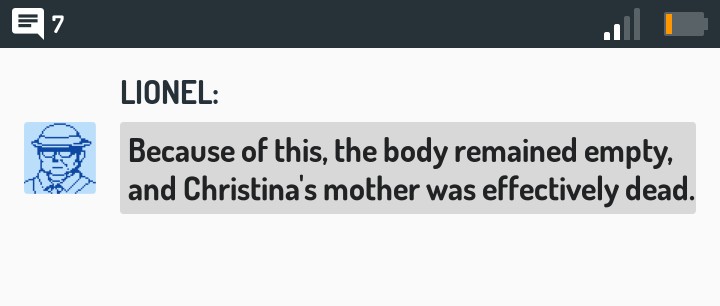 7
LIONEL:
Because of this, the body remained empty,
and Christina's mother was effectively dead.